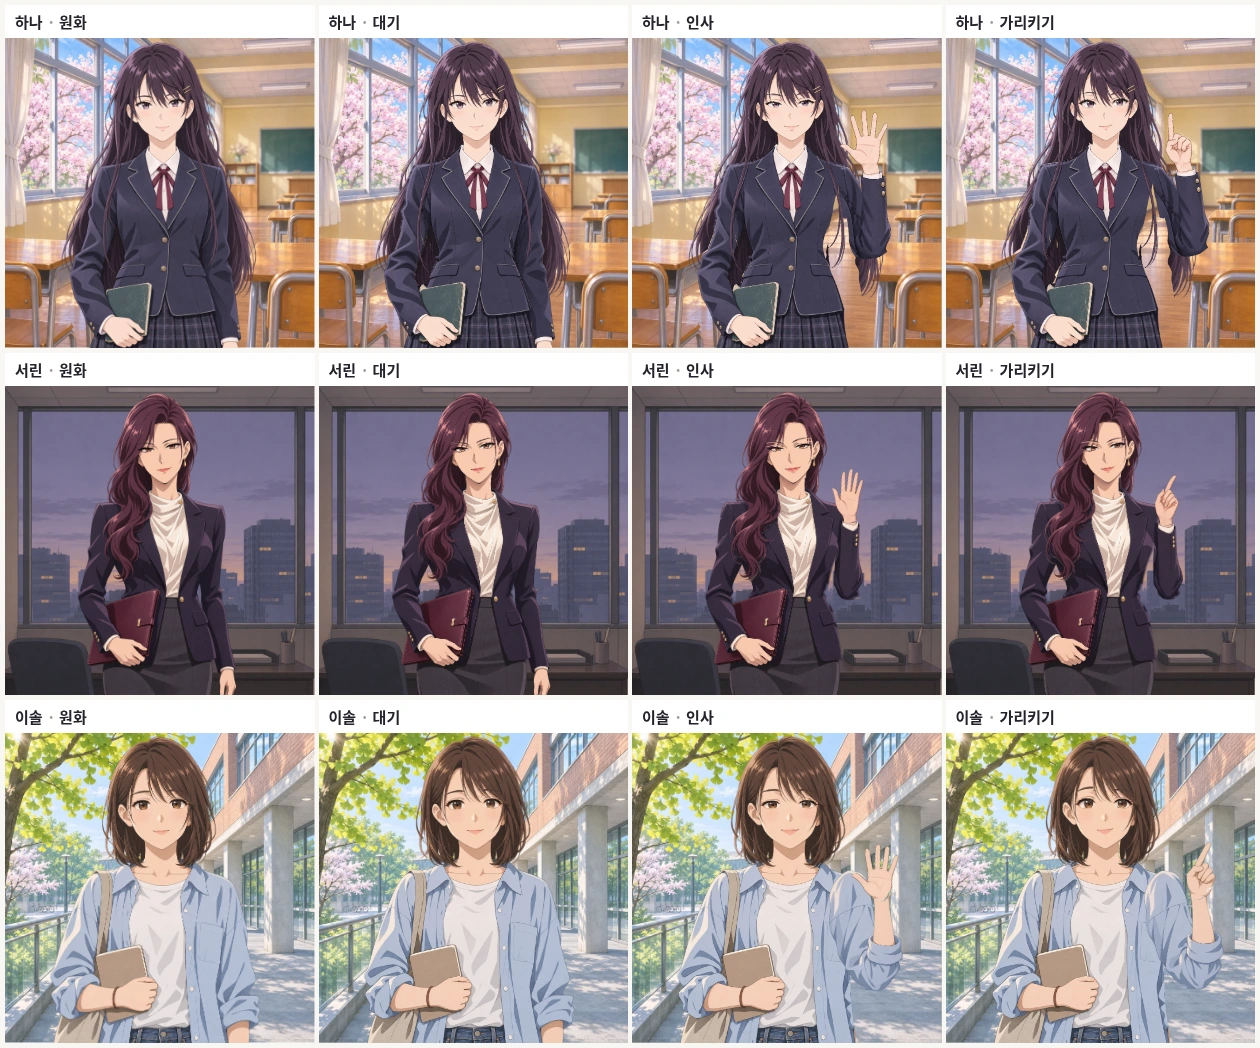 하나 · 원화
하나 · 대기
하나 · 인사
하나 · 가리키기
서린 · 원화
서린 · 대기
서린 · 인사
서린 · 가리키기
이솔 · 원화
이솔 · 대기
이솔 · 인사
이솔 · 가리키기